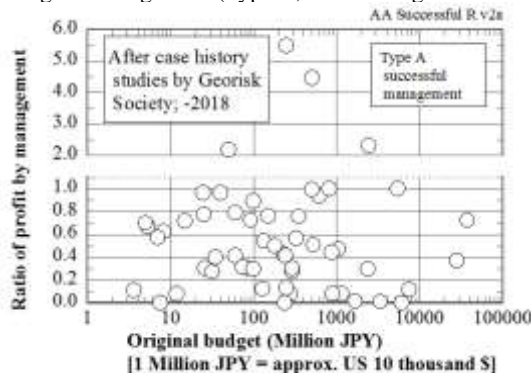 AA Successful R v2a
After case history
studies by Georisk
Society; -2018
Type A
successful
management
Ratio of profit by management
6.0
5.0
4.0
3.0
2.0
1.0
0.8
0.6
0.4
0.2
0.0
1 10 100 1000 10000 100000
Original budget (Million JPY)
[1 Million JPY = approx. US 10 thousand $]